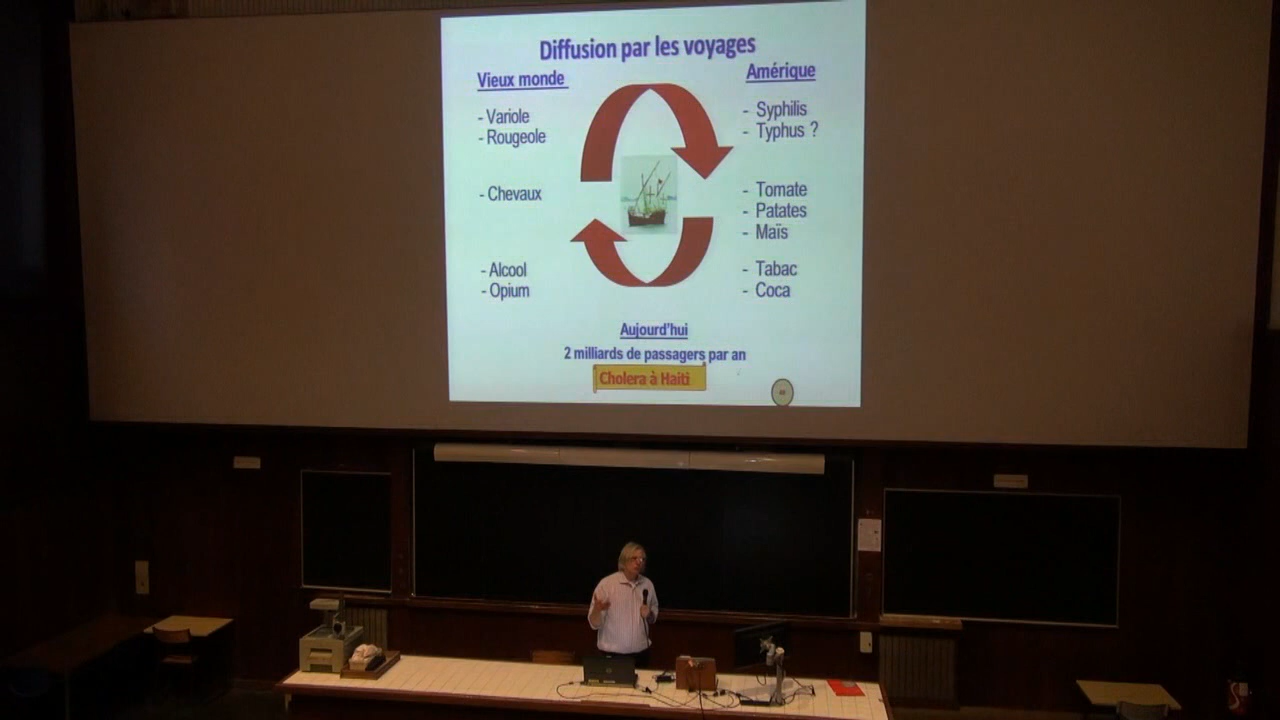 Diffusion par les voyages
Vieux monde
- Variole
- Rougeole
- Chevaux
- Alcool
- Opium
Amérique
- Syphilis
- Typhus ?
- Tomate
- Patates
- Maïs
- Tabac
- Coca
Aujourd'hui
2 milliards de passagers par an
Cholera à Haiti